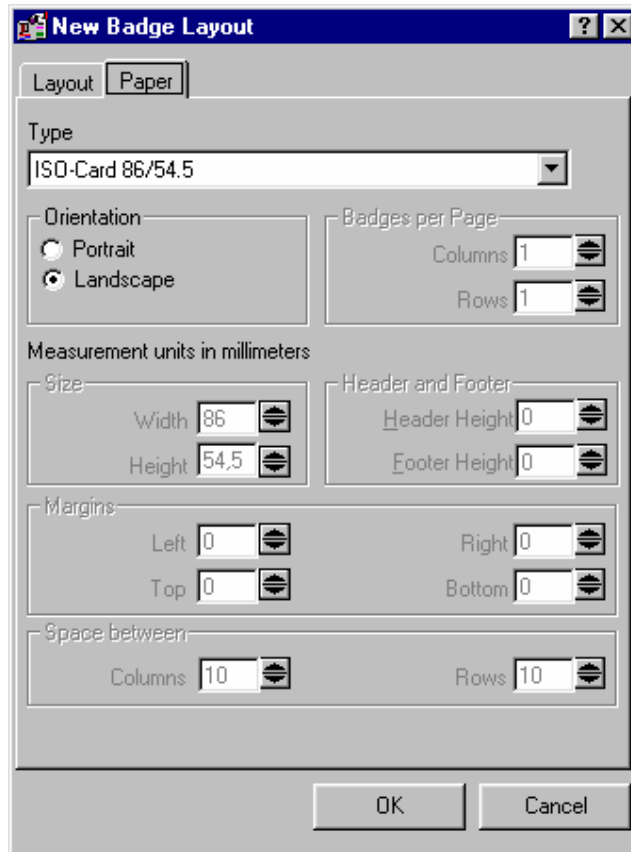 New Badge Layout
Layout Paper
Type
ISO-Card 86/54.5
Orientation
Portrait
Landscape
Badges per Page
Columns 1
Rows 1
Measurement units in millimeters
Size
Width 86
Height 54,5
Header and Footer
Header Height 0
Footer Height 0
Margins
Left 0 Right 0
Top 0 Bottom 0
Space between
Columns 10 Rows 10
OK Cancel